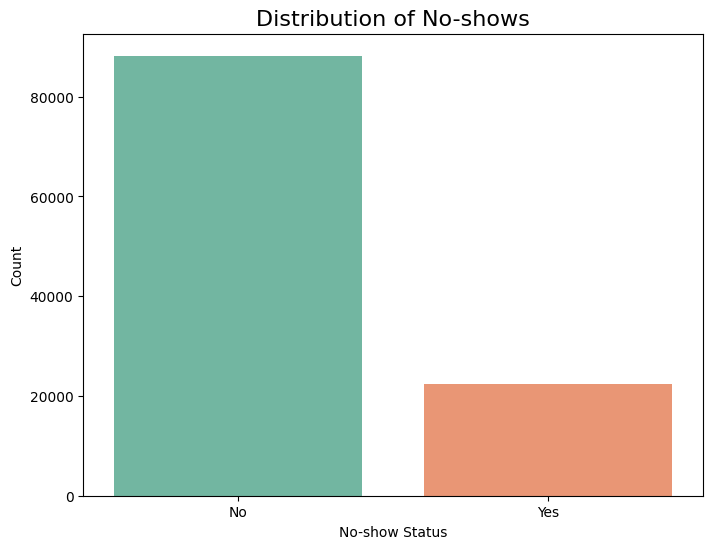 Distribution of No-shows
Count
80000
60000
40000
20000
0
No
Yes
No-show Status